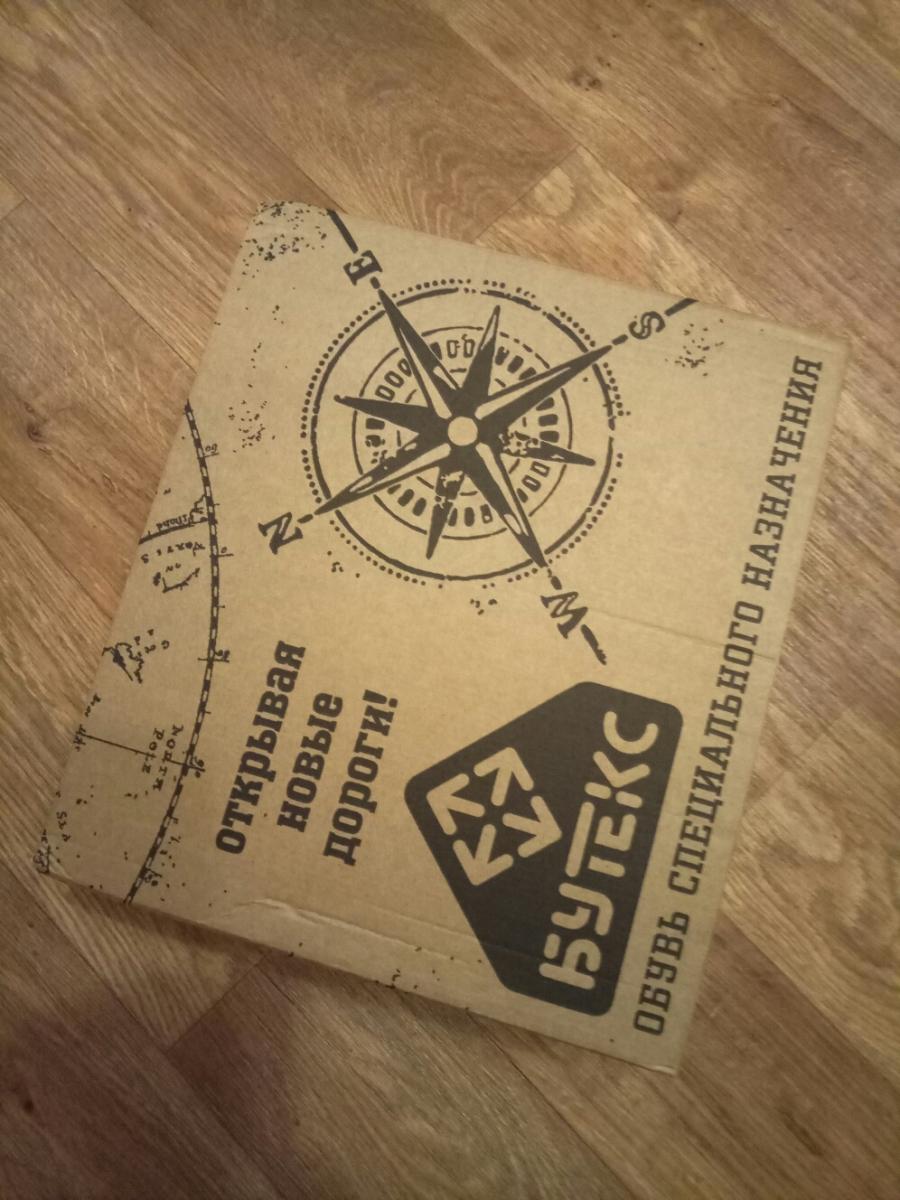 N
E
S
W
открывая
новые
дороги!
БУТЕКС
ОБУВЬ СПЕЦИАЛЬНОГО НАЗНАЧЕНИЯ